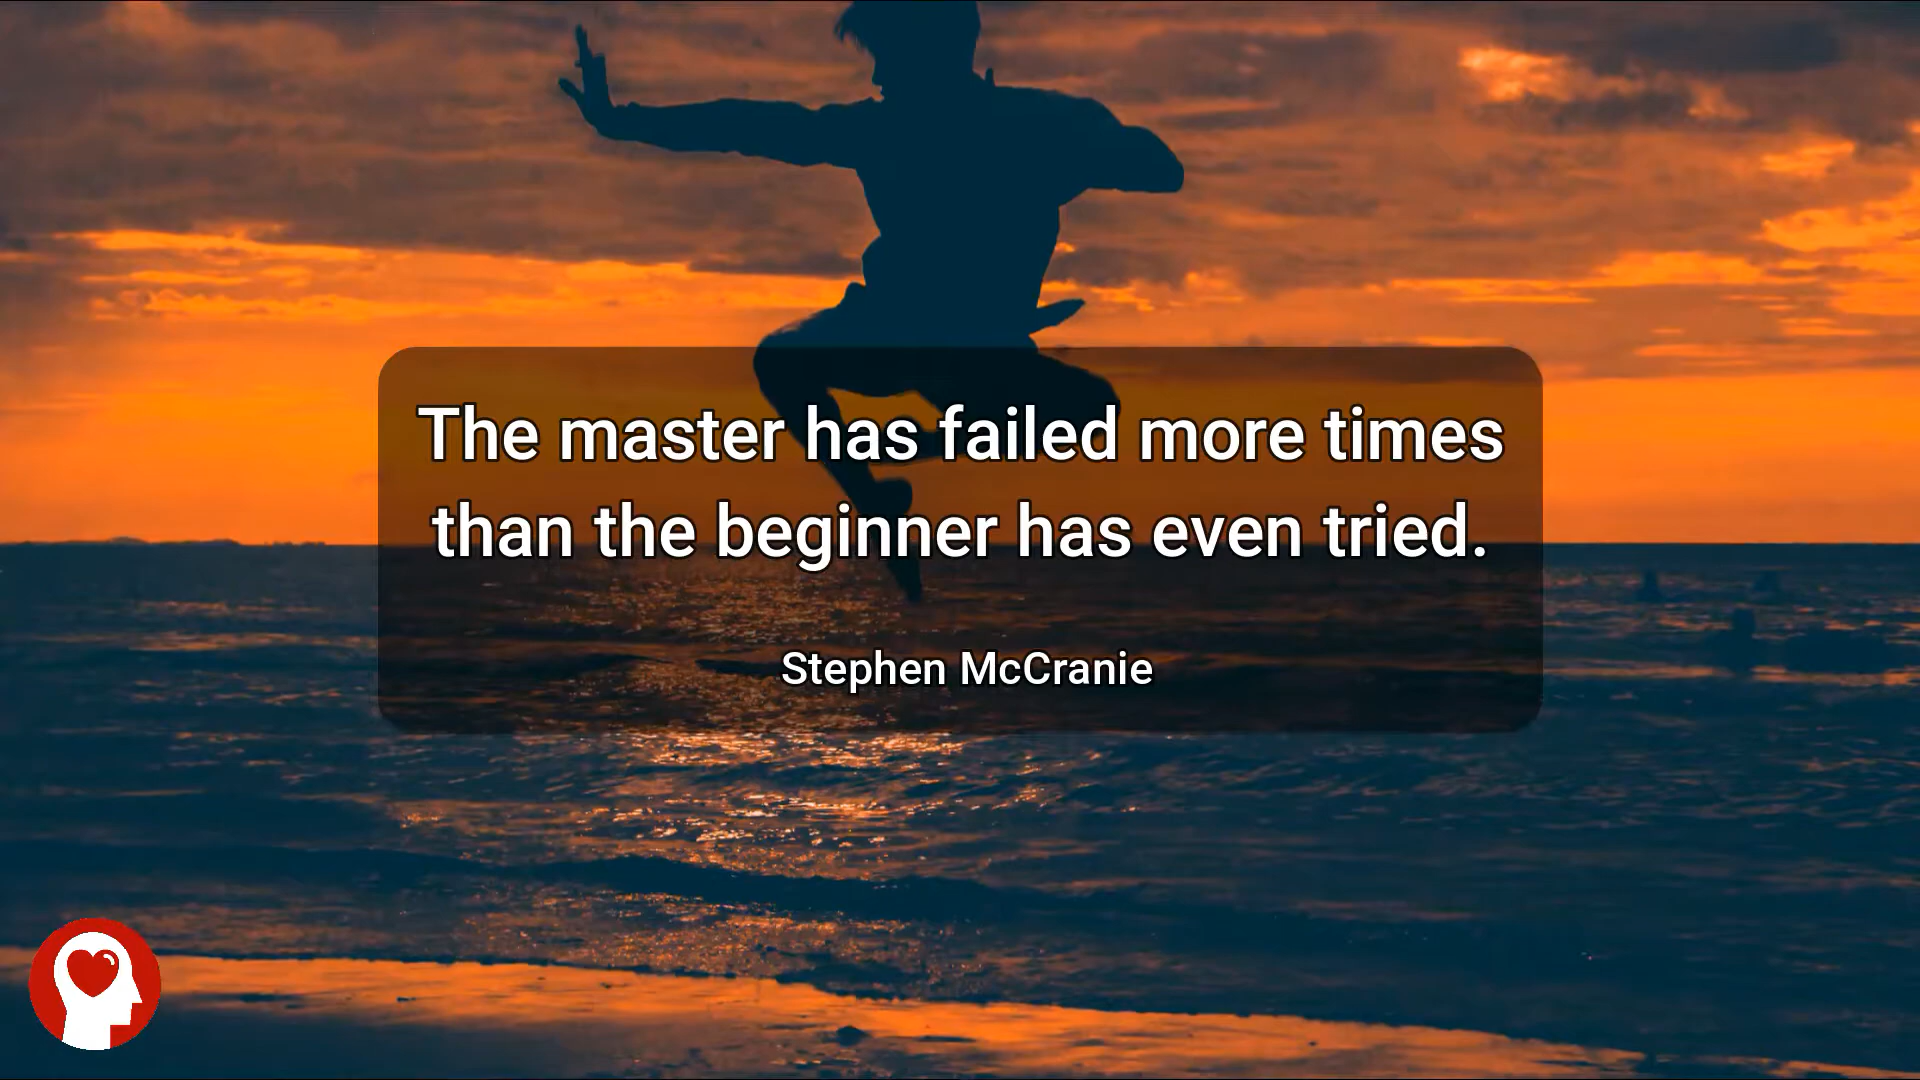 The master has failed more times
than the beginner has even tried.
Stephen McCranie